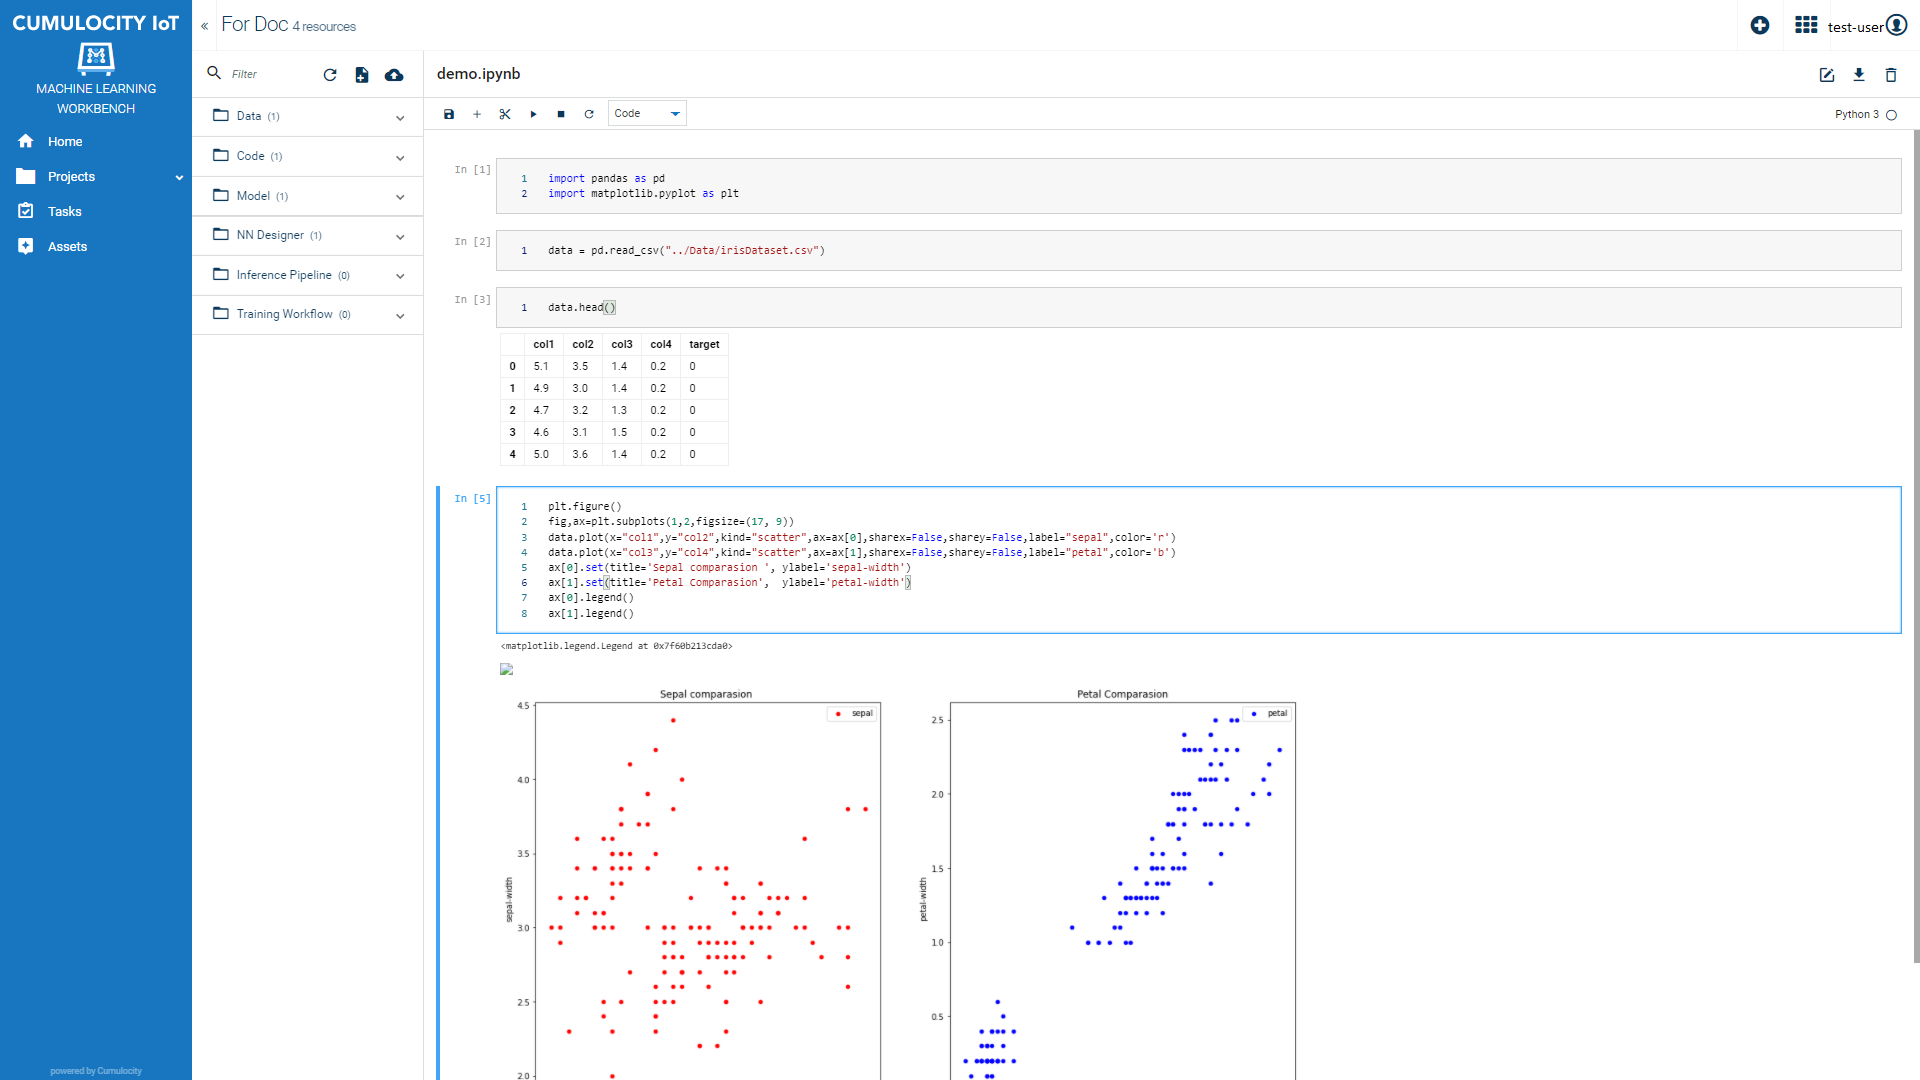 CUMULOCITY IoT
MACHINE LEARNING
WORKBENCH
Home
Projects
Tasks
Assets
powered by Cumulocity
« For Doc 4 resources
test-user
Filter
Data (1)
Code (1)
Model (1)
NN Designer (1)
Inference Pipeline (0)
Training Workflow (0)
demo.ipynb
Code
Python 3
In [1]
1 import pandas as pd
2 import matplotlib.pyplot as plt
In [2]
1 data = pd.read_csv("../Data/irisDataset.csv")
In [3]
1 data.head()
col1 col2 col3 col4 target
0 5.1 3.5 1.4 0.2 0
1 4.9 3.0 1.4 0.2 0
2 4.7 3.2 1.3 0.2 0
3 4.6 3.1 1.5 0.2 0
4 5.0 3.6 1.4 0.2 0
In [5]
1 plt.figure()
2 fig,ax=plt.subplots(1,2,figsize=(17, 9))
3 data.plot(x="col1",y="col2",kind="scatter",ax=ax[0],sharex=False,sharey=False,label="sepal",color='r')
4 data.plot(x="col3",y="col4",kind="scatter",ax=ax[1],sharex=False,sharey=False,label="petal",color='b')
5 ax[0].set(title='Sepal comparasion ', ylabel='sepal-width')
6 ax[1].set(title='Petal Comparasion',  ylabel='petal-width')
7 ax[0].legend()
8 ax[1].legend()
<matplotlib.legend.Legend at 0x7f60b213cda0>
Sepal comparasion
sepal
4.5
4.0
3.5
3.0
2.5
2.0
sepal-width
Petal Comparasion
petal
2.5
2.0
1.5
1.0
0.5
petal-width